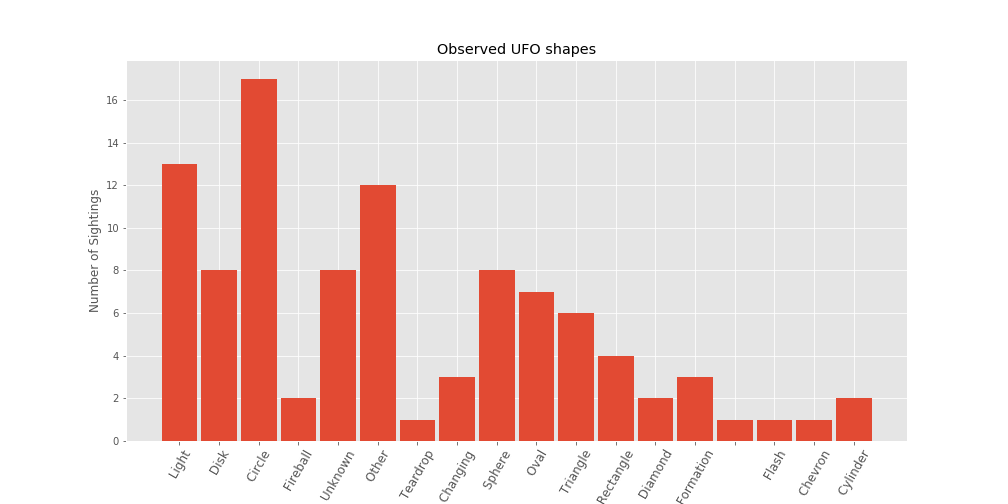 Observed UFO shapes
Number of Sightings
16
14
12
10
8
6
4
2
0
Light
Disk
Circle
Fireball
Unknown
Other
Teardrop
Changing
Sphere
Oval
Triangle
Rectangle
Diamond
Formation
Flash
Chevron
Cylinder